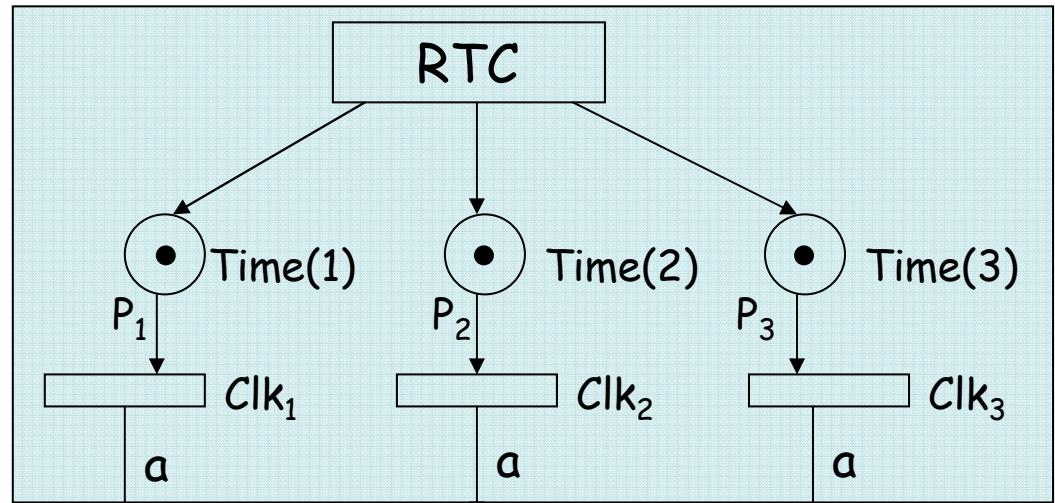 RTC
Time(1) Time(2) Time(3)
P₁ P₂ P₃
Clk₁ Clk₂ Clk₃
a a a